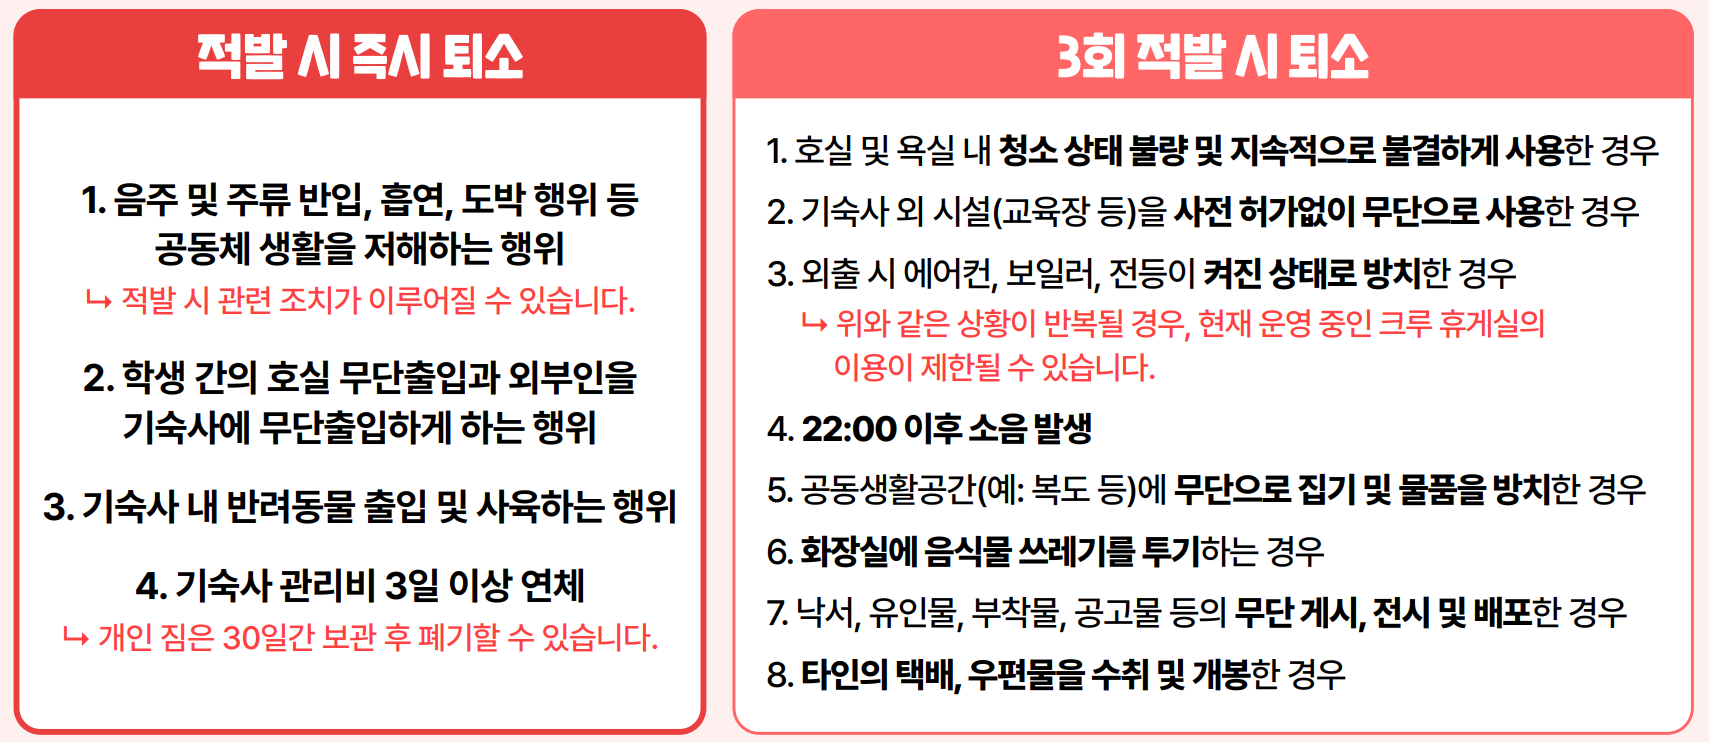 적발 시 즉시 퇴소
1. 음주 및 주류 반입, 흡연, 도박 행위 등
공동체 생활을 저해하는 행위
↳ 적발 시 관련 조치가 이루어질 수 있습니다.
2. 학생 간의 호실 무단출입과 외부인을
기숙사에 무단출입하게 하는 행위
3. 기숙사 내 반려동물 출입 및 사육하는 행위
4. 기숙사 관리비 3일 이상 연체
↳ 개인 짐은 30일간 보관 후 폐기할 수 있습니다.
3회 적발 시 퇴소
1. 호실 및 욕실 내 청소 상태 불량 및 지속적으로 불결하게 사용한 경우
2. 기숙사 외 시설(교육장 등)을 사전 허가없이 무단으로 사용한 경우
3. 외출 시 에어컨, 보일러, 전등이 켜진 상태로 방치한 경우
↳ 위와 같은 상황이 반복될 경우, 현재 운영 중인 크루 휴게실의
이용이 제한될 수 있습니다.
4. 22:00 이후 소음 발생
5. 공동생활공간(예: 복도 등)에 무단으로 집기 및 물품을 방치한 경우
6. 화장실에 음식물 쓰레기를 투기하는 경우
7. 낙서, 유인물, 부착물, 공고물 등의 무단 게시, 전시 및 배포한 경우
8. 타인의 택배, 우편물을 수취 및 개봉한 경우